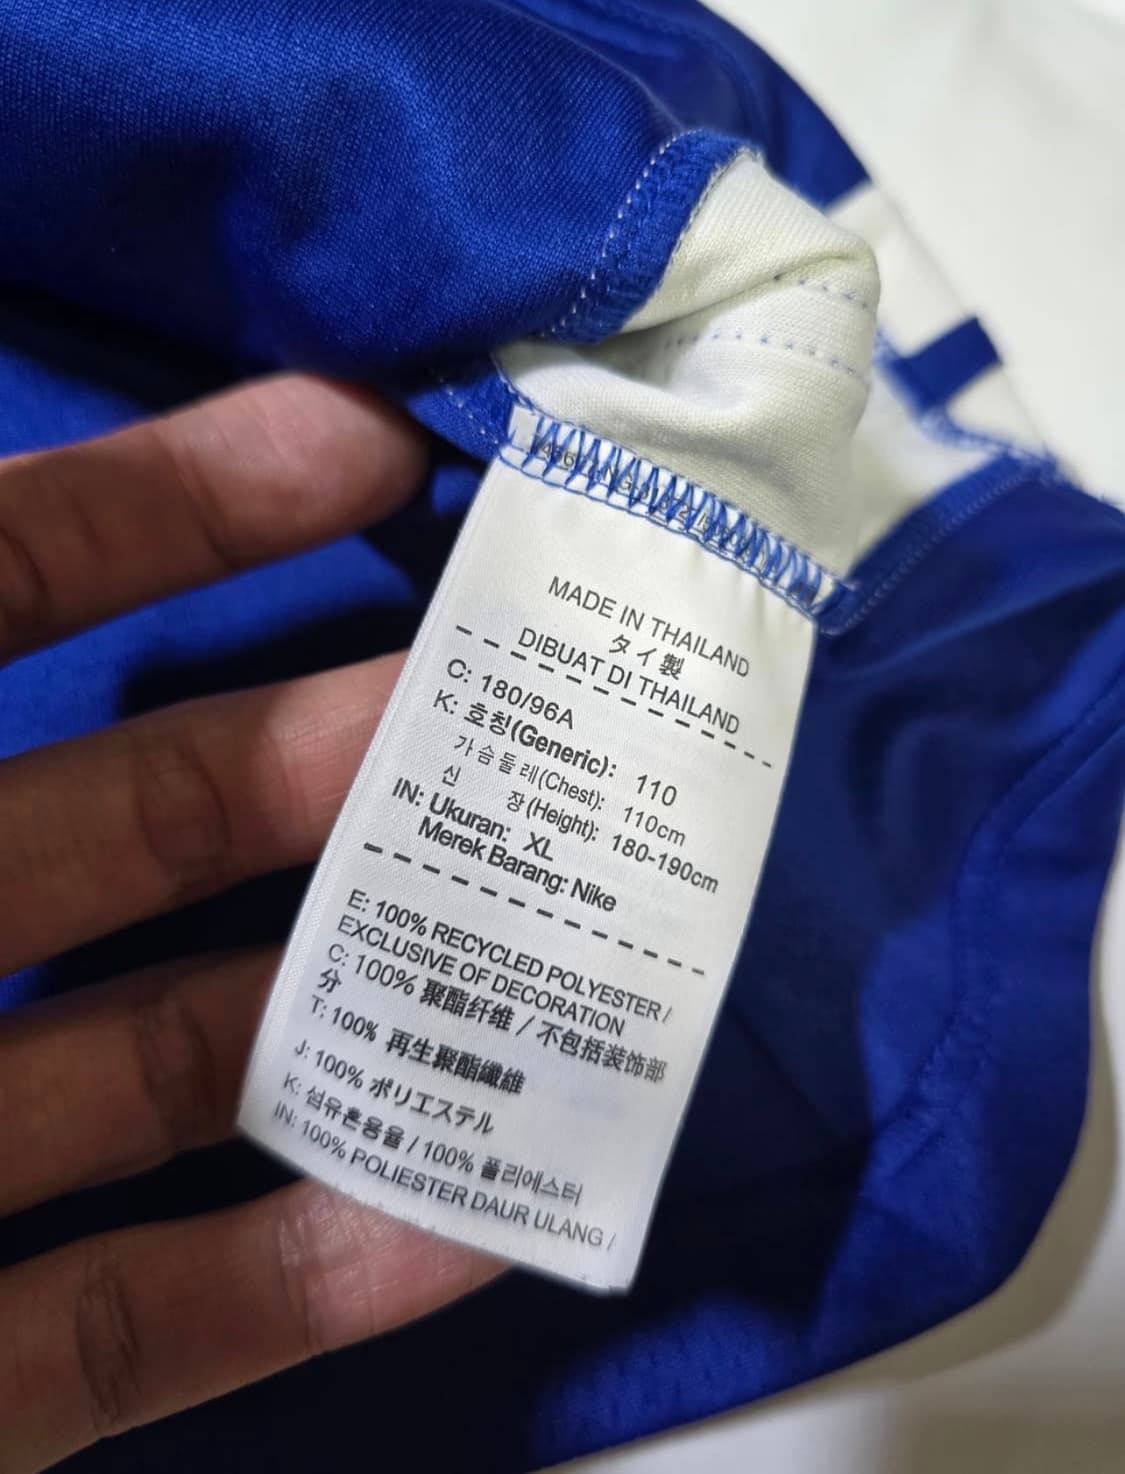 MADE IN THAILAND
タイ製
DIBUAT DI THAILAND
C: 180/96A
K: 호칭(Generic): 110
가슴둘레(Chest): 110cm
신 장(Height): 180-190cm
IN: Ukuran: XL
Merek Barang: Nike
E: 100% RECYCLED POLYESTER /
EXCLUSIVE OF DECORATION
C: 100% 聚酯纤维 / 不包括装饰部
分
T: 100% 再生聚酯纖維
J: 100% ポリエステル
K: 섬유혼용율 / 100% 폴리에스터
IN: 100% POLIESTER DAUR ULANG /